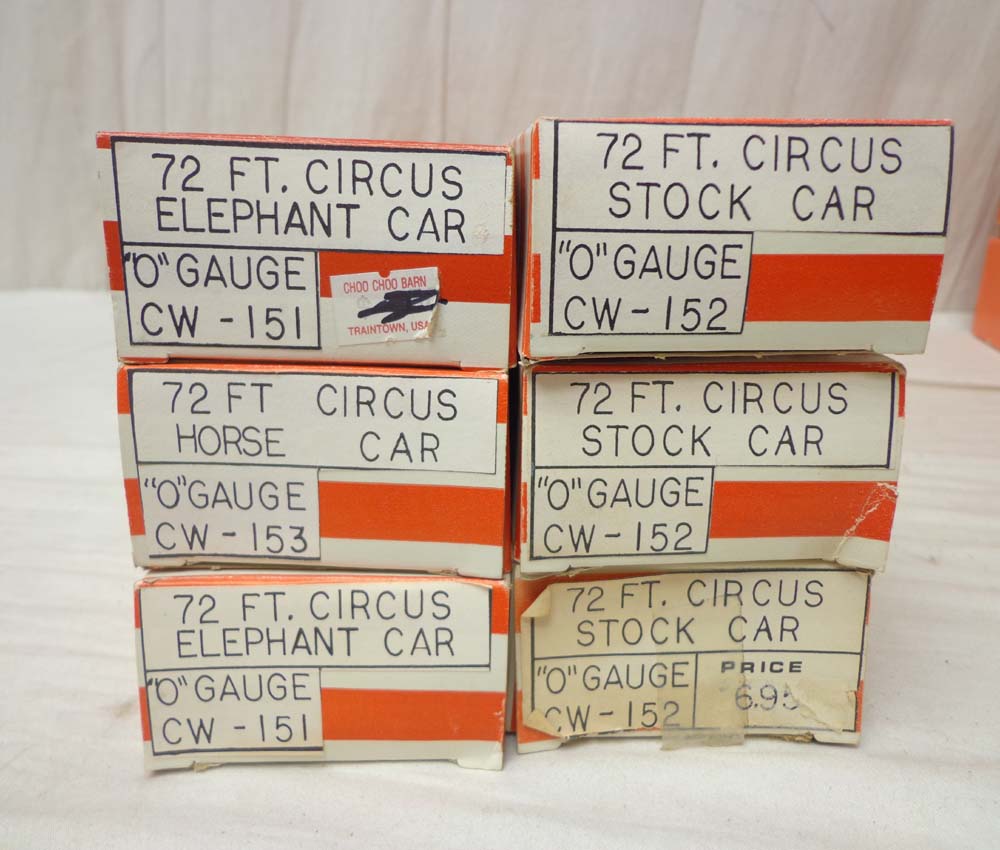 72 FT. CIRCUS
ELEPHANT CAR
"O" GAUGE
CW - 151
CHOO CHOO BARN
TRAINTOWN, USA
72 FT. CIRCUS
STOCK CAR
"O" GAUGE
CW - 152
72 FT CIRCUS
HORSE CAR
"O" GAUGE
CW - 153
72 FT. CIRCUS
STOCK CAR
"O" GAUGE
CW - 152
72 FT. CIRCUS
ELEPHANT CAR
"O" GAUGE
CW - 151
72 FT. CIRCUS
STOCK CAR
"O" GAUGE
CW - 152
PRICE
6.95